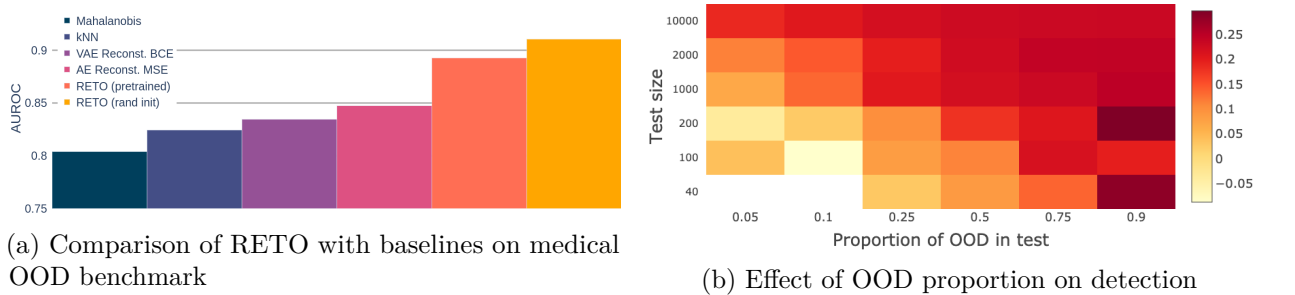 Mahalanobis
kNN
VAE Reconst. BCE
AE Reconst. MSE
RETO (pretrained)
RETO (rand init)
AUROC
0.9
0.85
0.8
0.75
(a) Comparison of RETO with baselines on medical
OOD benchmark
Test size
10000
2000
1000
200
100
40
0.05 0.1 0.25 0.5 0.75 0.9
Proportion of OOD in test
0.25
0.2
0.15
0.1
0.05
0
−0.05
(b) Effect of OOD proportion on detection